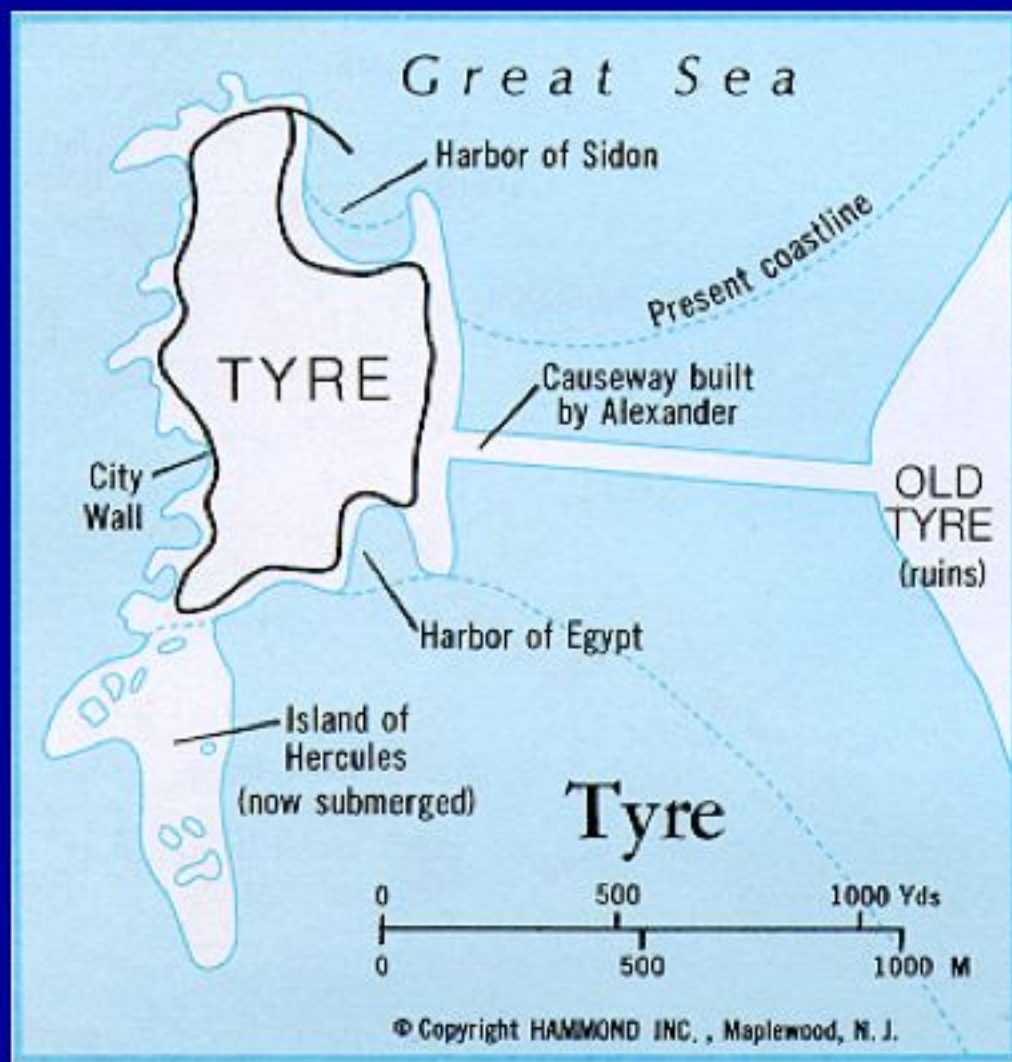 Great Sea
Harbor of Sidon
Present coastline
TYRE
Causeway built
by Alexander
City
Wall
OLD
TYRE
(ruins)
Harbor of Egypt
Island of
Hercules
(now submerged)
Tyre
0 500 1000 Yds
0 500 1000 M
© Copyright HAMMOND INC., Maplewood, N. J.